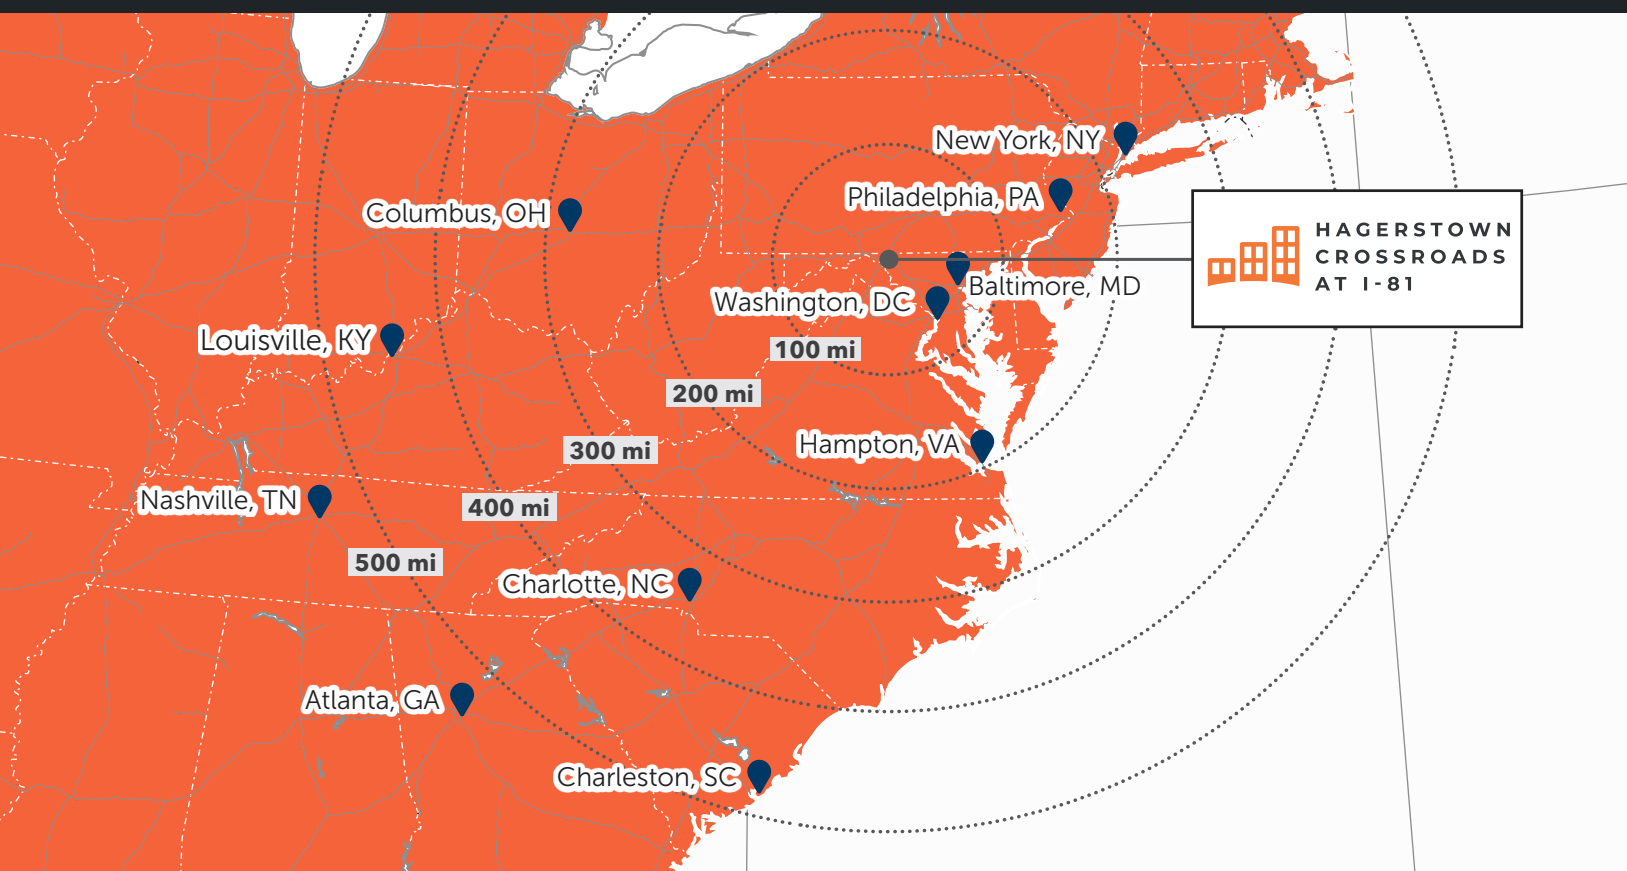 New York, NY
Philadelphia, PA
Columbus, OH
HAGERSTOWN
CROSSROADS
AT I-81
Baltimore, MD
Washington, DC
Louisville, KY
100 mi
200 mi
Hampton, VA
300 mi
Nashville, TN
400 mi
500 mi
Charlotte, NC
Atlanta, GA
Charleston, SC